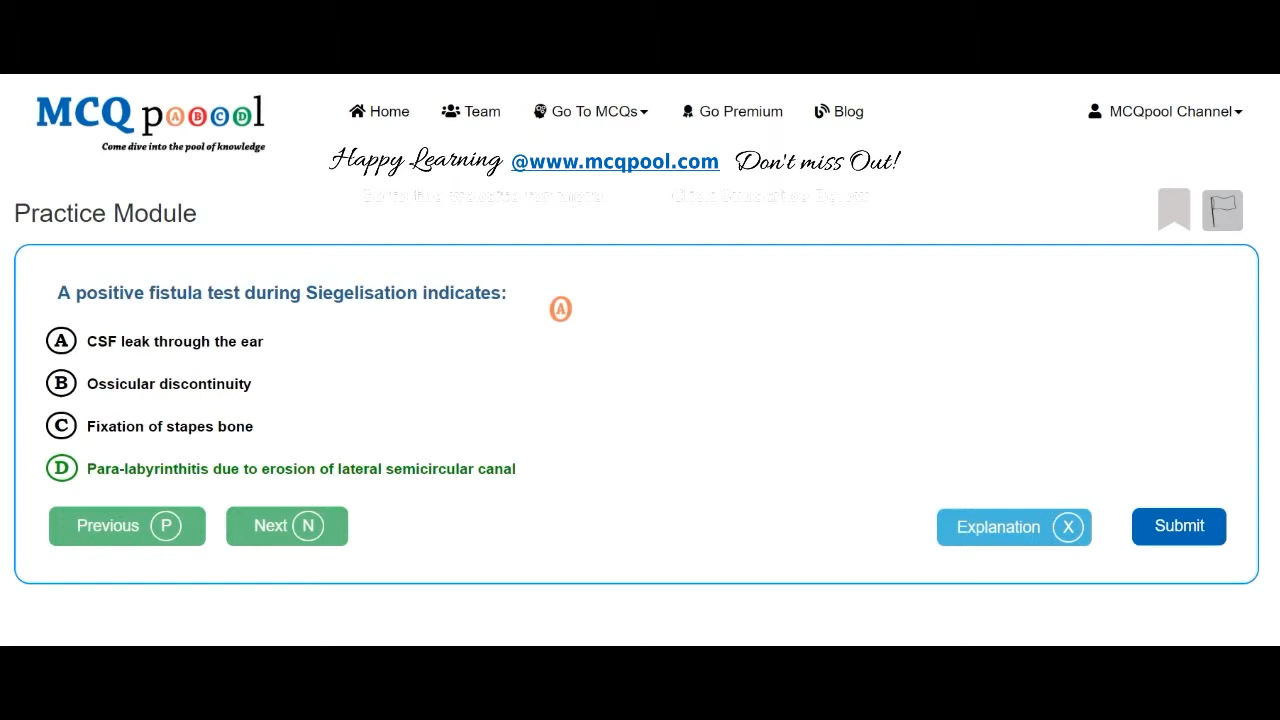 MCQ pABCDl
Come dive into the pool of knowledge
Home Team Go To MCQs Go Premium Blog MCQpool Channel
Happy Learning @www.mcqpool.com Don't miss Out!
Practice Module
A positive fistula test during Siegelisation indicates:
A
A CSF leak through the ear
B Ossicular discontinuity
C Fixation of stapes bone
D Para-labyrinthitis due to erosion of lateral semicircular canal
Previous P Next N Explanation X Submit